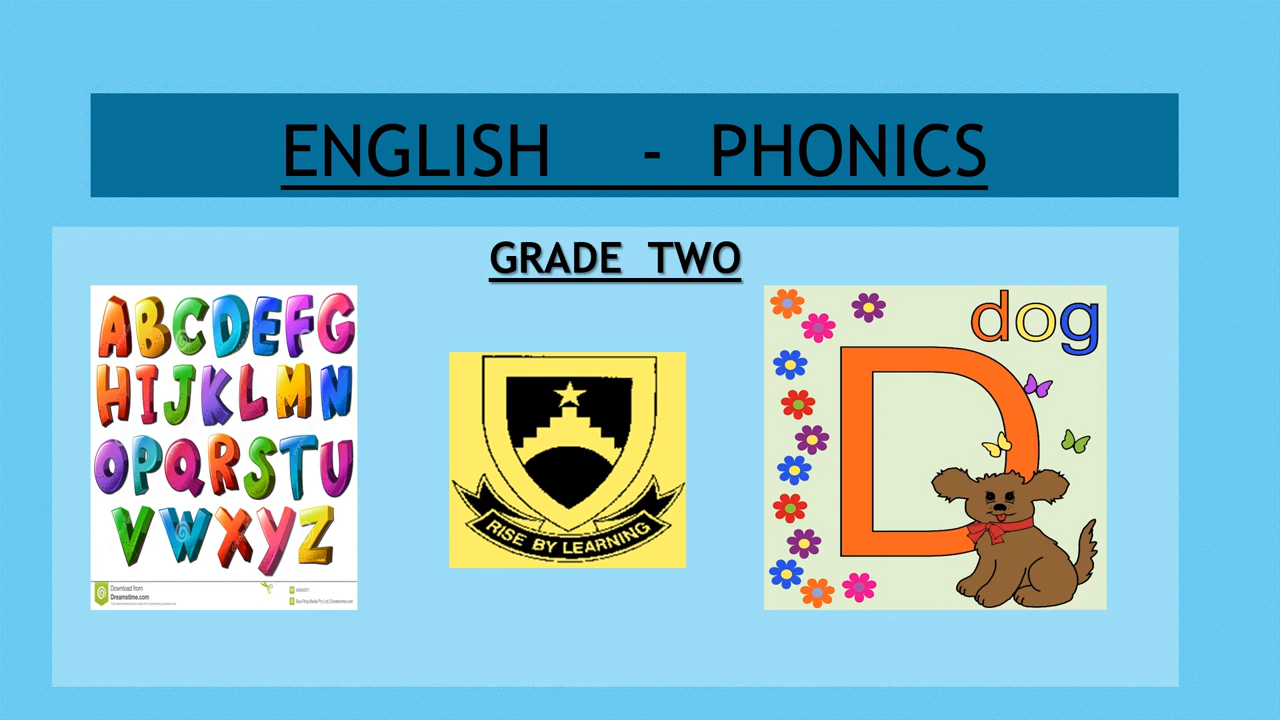 ENGLISH - PHONICS
GRADE TWO
ABCDEFG
HIJKLMN
OPQRSTU
VWXYZ
Download from
Dreamstime.com
RISE BY LEARNING
dog
D